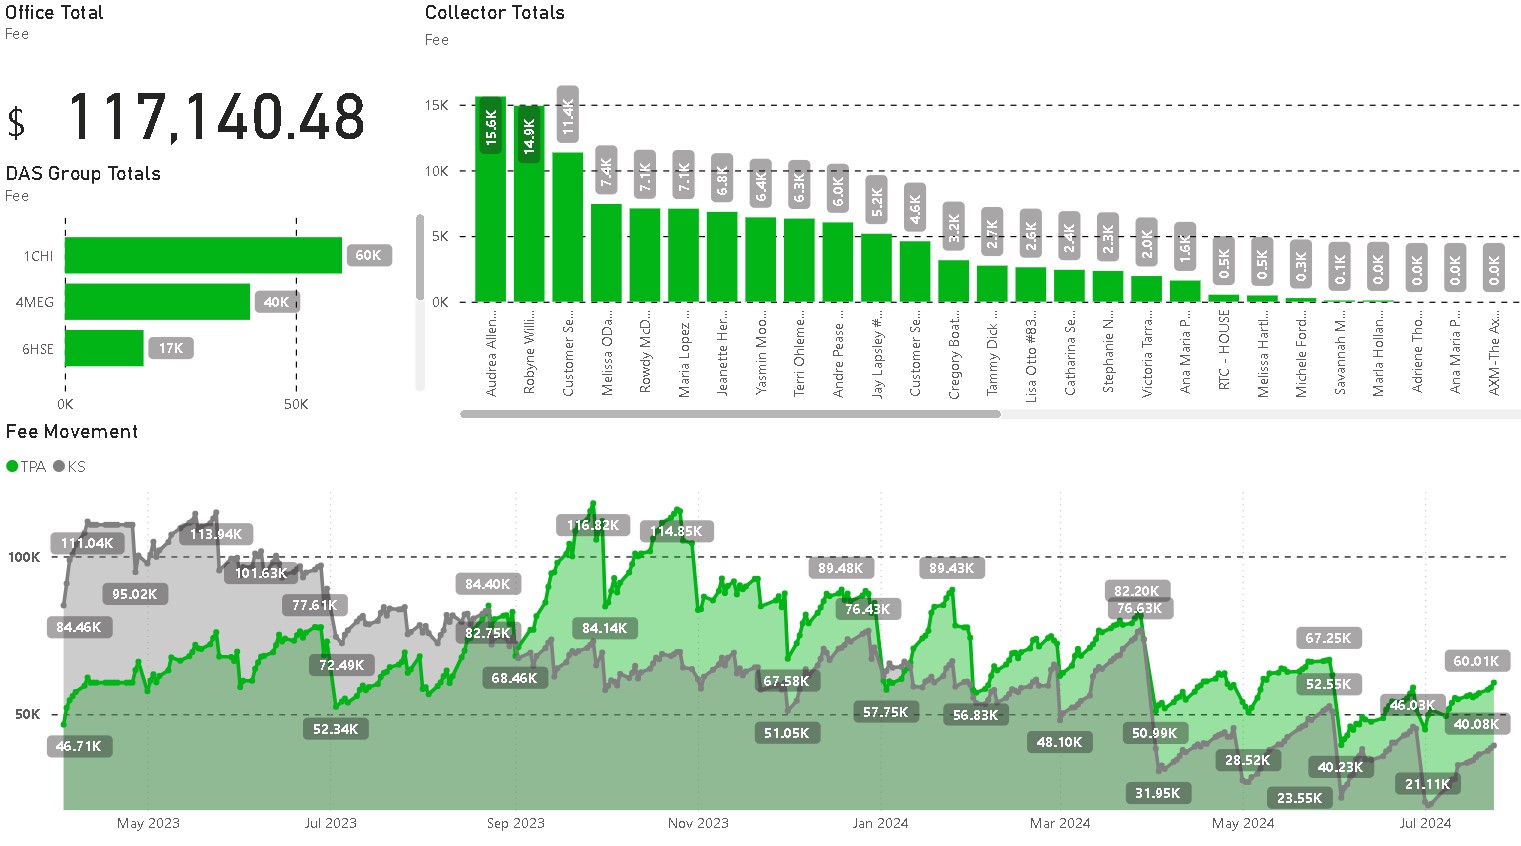 Office Total
Fee
$ 117,140.48
DAS Group Totals
Fee
1CHI 60K
4MEG 40K
6HSE 17K
0K 50K
Collector Totals
Fee
15K
10K
5K
0K
15.6K 14.9K 11.4K 7.4K 7.1K 7.1K 6.8K 6.4K 6.3K 6.0K 5.2K 4.6K 3.2K 2.7K 2.6K 2.4K 2.3K 2.0K 1.6K 0.5K 0.5K 0.3K 0.1K 0.0K 0.0K 0.0K 0.0K
Audrea Allen...
Robyne Willi...
Customer Se...
Melissa ODa...
Rowdy McD...
Maria Lopez ...
Jeanette Her...
Yasmin Moo...
Terri Ohleme...
Andre Pease ...
Jay Lapsley #...
Customer Se...
Cregory Boat...
Tammy Dick ...
Lisa Otto #83...
Catharina Se...
Stephanie N...
Victoria Tarra...
Ana Maria P...
RTC - HOUSE
Melissa Hartl...
Michele Ford...
Savannah M...
Marla Hollan...
Adriene Tho...
Ana Maria P...
AXM-The Ax...
Fee Movement
TPA KS
100K
50K
111.04K
84.46K
46.71K
95.02K
113.94K
101.63K
77.61K
72.49K
52.34K
84.40K
82.75K
68.46K
116.82K
84.14K
114.85K
67.58K
51.05K
89.48K
76.43K
57.75K
89.43K
56.83K
48.10K
82.20K
76.63K
50.99K
31.95K
28.52K
23.55K
67.25K
52.55K
40.23K
46.03K
21.11K
60.01K
40.08K
May 2023 Jul 2023 Sep 2023 Nov 2023 Jan 2024 Mar 2024 May 2024 Jul 2024